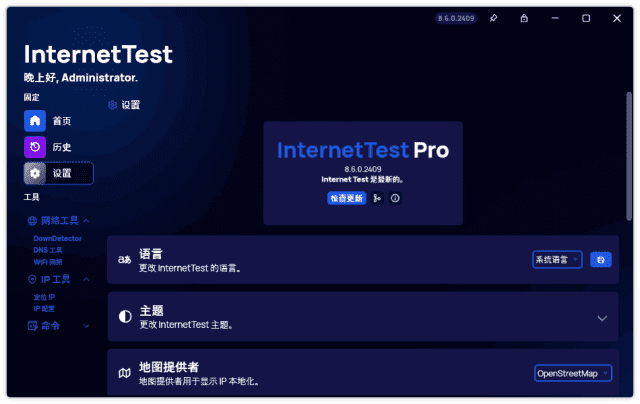 8.6.0.2409
InternetTest
晚上好, Administrator.
固定
首页
历史
设置
工具
网络工具
DownDetector
DNS 工具
WiFi 网络
IP 工具
定位 IP
IP 配置
命令
设置
InternetTest Pro
8.6.0.2409
Internet Test 是最新的。
检查更新
语言
更改 InternetTest 的语言。
系统语言
主题
更改 InternetTest 主题。
地图提供者
地图提供者用于显示 IP 本地化。
OpenStreetMap